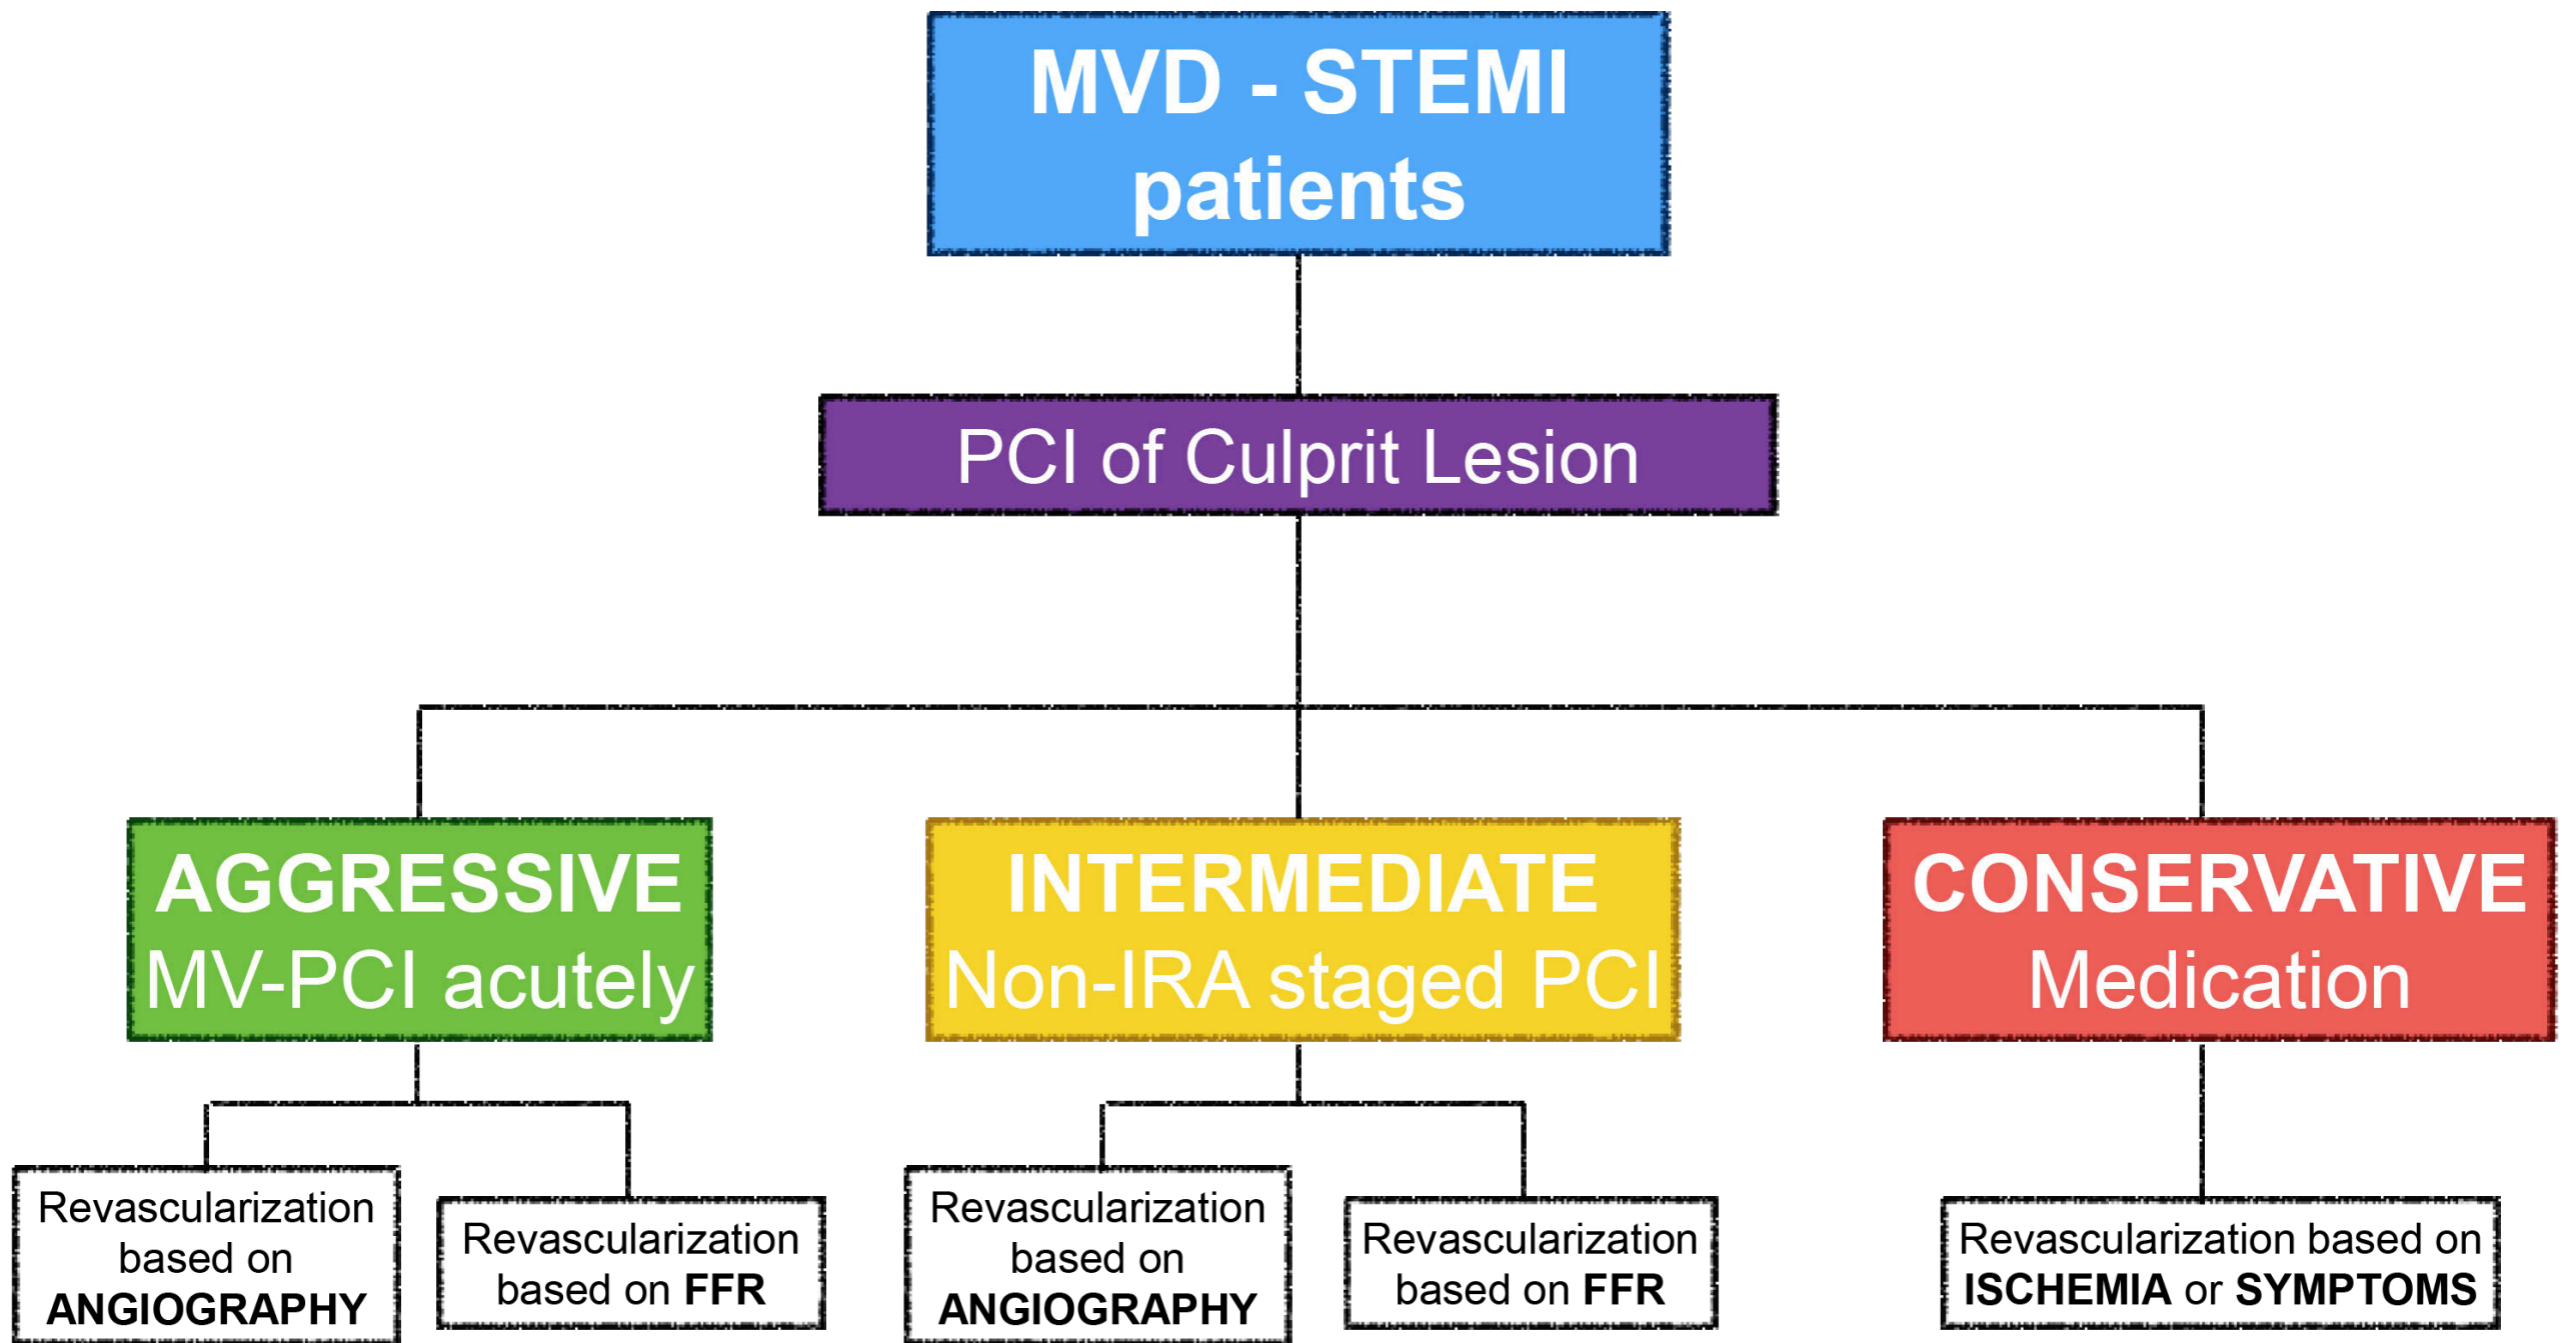 MVD - STEMI
patients
PCI of Culprit Lesion
AGGRESSIVE
MV-PCI acutely
INTERMEDIATE
Non-IRA staged PCI
CONSERVATIVE
Medication
Revascularization
based on
ANGIOGRAPHY
Revascularization
based on FFR
Revascularization
based on
ANGIOGRAPHY
Revascularization
based on FFR
Revascularization based on
ISCHEMIA or SYMPTOMS